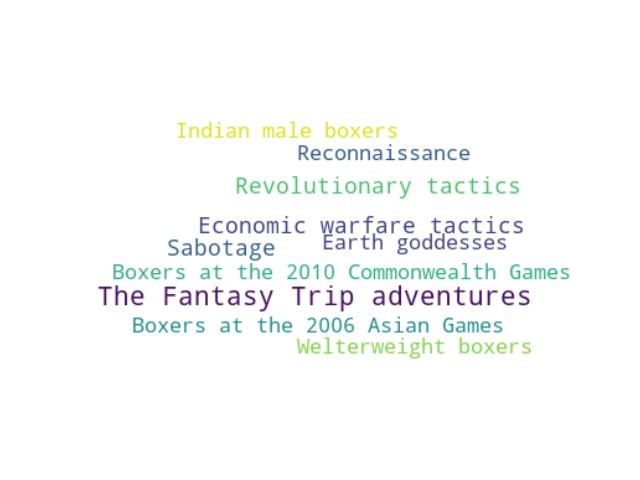 Indian male boxers
Reconnaissance
Revolutionary tactics
Economic warfare tactics
Earth goddesses
Sabotage
Boxers at the 2010 Commonwealth Games
The Fantasy Trip adventures
Boxers at the 2006 Asian Games
Welterweight boxers